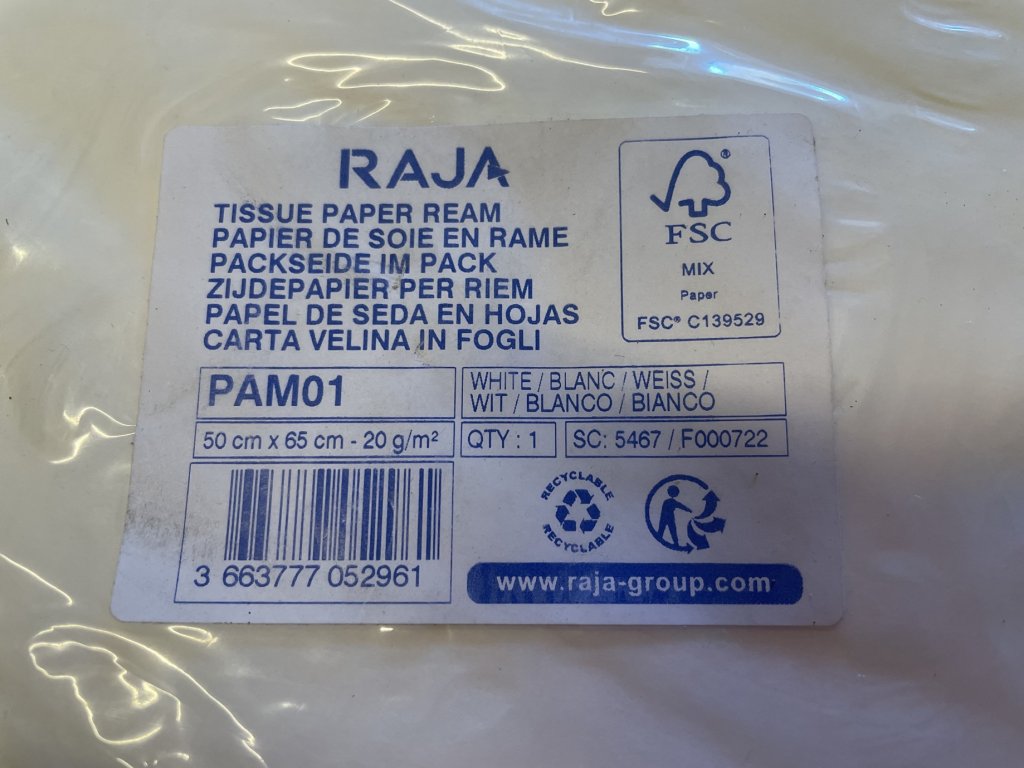 RAJA
TISSUE PAPER REAM
PAPIER DE SOIE EN RAME
PACKSEIDE IM PACK
ZIJDEPAPIER PER RIEM
PAPEL DE SEDA EN HOJAS
CARTA VELINA IN FOGLI
®
FSC
MIX
Paper
FSC® C139529
PAM01
WHITE / BLANC / WEISS /
WIT / BLANCO / BIANCO
50 cm x 65 cm - 20 g/m²
QTY : 1
SC: 5467 / F000722
3 663777 052961
RECYCLABLE
RECYCLABLE
www.raja-group.com